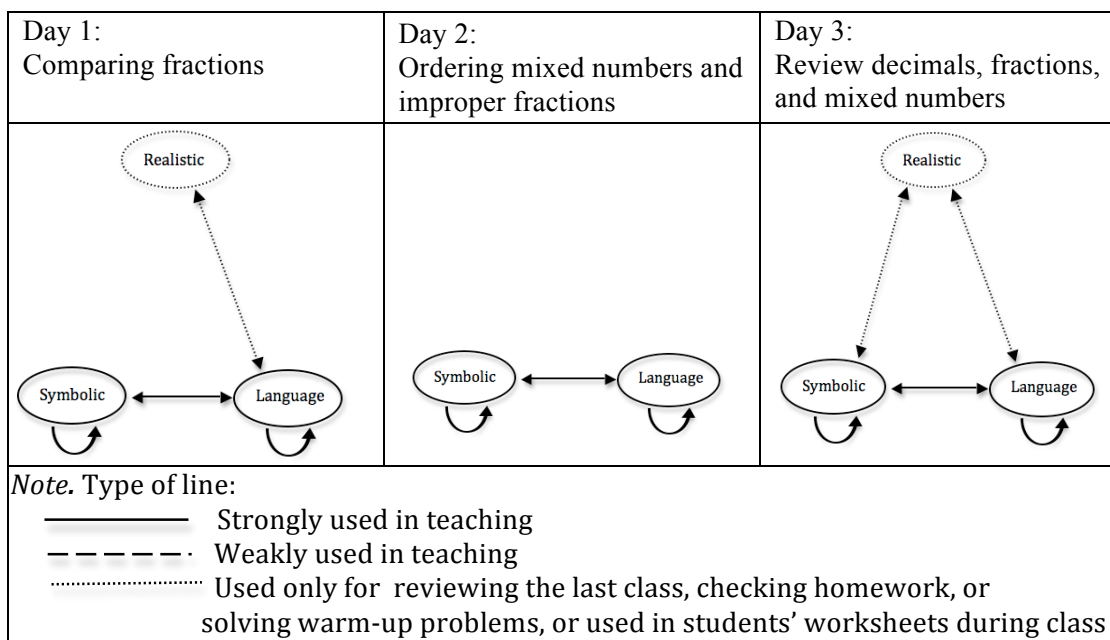 Day 1:
Comparing fractions
Day 2:
Ordering mixed numbers and
improper fractions
Day 3:
Review decimals, fractions,
and mixed numbers
Realistic
Symbolic
Language
Symbolic
Language
Realistic
Symbolic
Language
Note. Type of line:
Strongly used in teaching
Weakly used in teaching
Used only for reviewing the last class, checking homework, or
solving warm-up problems, or used in students’ worksheets during class